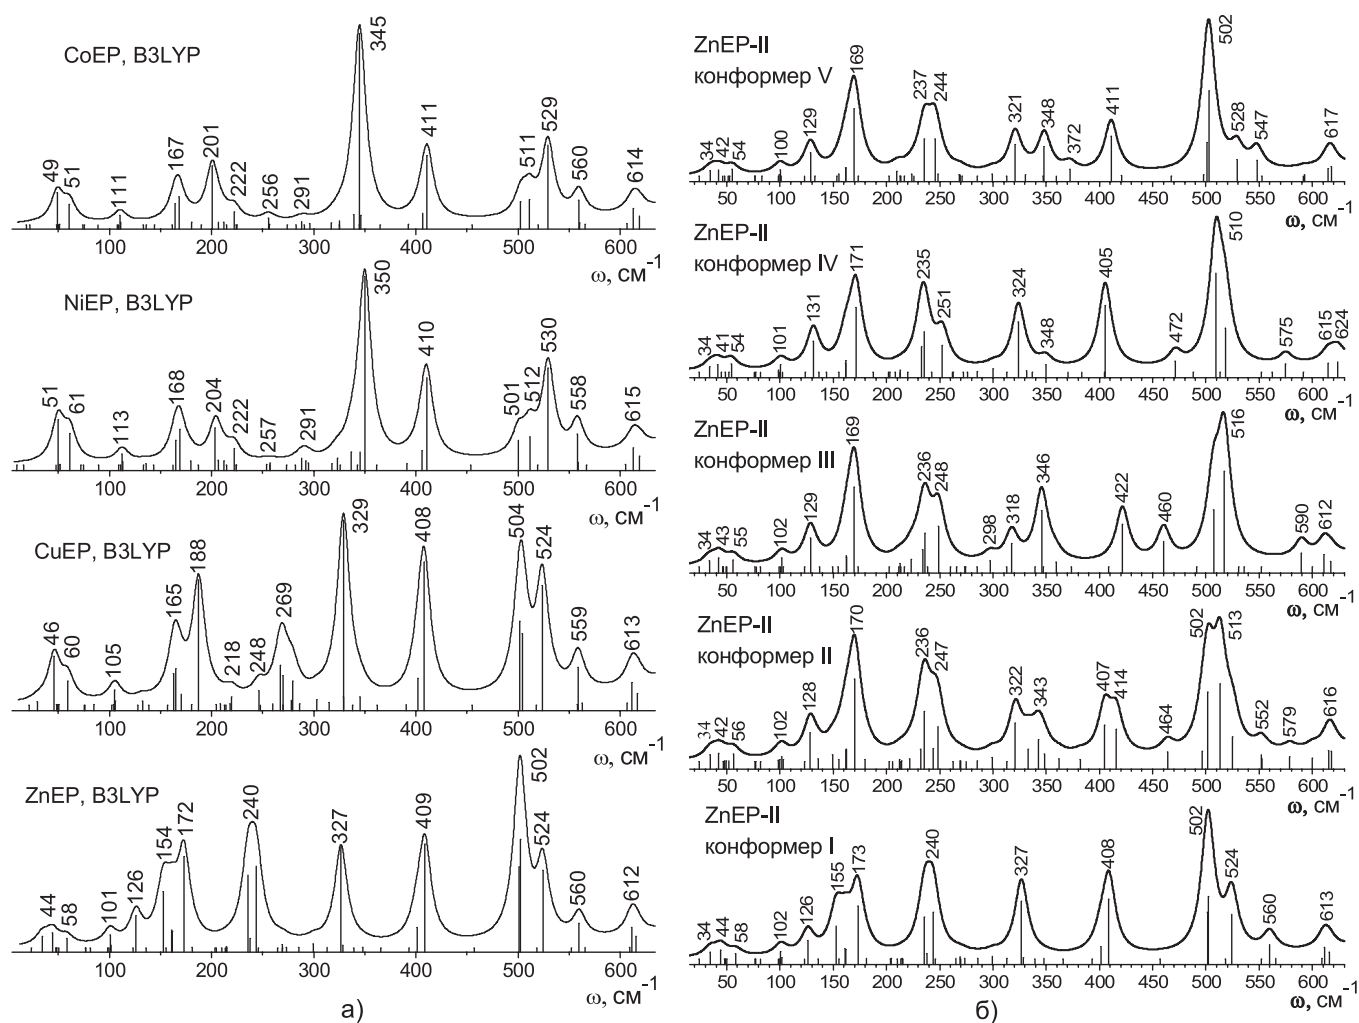 CoEP, B3LYP
49 51 111 167 201 222 256 291 345 411 511 529 560 614
100 200 300 400 500 600
ω, см-1
NiEP, B3LYP
51 61 113 168 204 222 257 291 350 410 501 512 530 558 615
100 200 300 400 500 600
ω, см-1
CuEP, B3LYP
46 60 105 165 188 218 248 269 329 408 504 524 559 613
100 200 300 400 500 600
ω, см-1
ZnEP, B3LYP
44 58 101 126 154 172 240 327 409 502 524 560 612
100 200 300 400 500 600
ω, см-1
а)
ZnEP-II
конформер V
34 42 54 100 129 169 237 244 321 348 372 411 502 528 547 617
50 100 150 200 250 300 350 400 450 500 550 600
ω, см-1
ZnEP-II
конформер IV
34 41 54 101 131 171 235 251 324 348 405 472 510 575 615 624
50 100 150 200 250 300 350 400 450 500 550 600
ω, см-1
ZnEP-II
конформер III
34 43 55 102 129 169 236 248 298 318 346 422 460 516 590 612
50 100 150 200 250 300 350 400 450 500 550 600
ω, см-1
ZnEP-II
конформер II
34 42 56 102 128 170 236 247 322 343 407 414 464 502 513 552 579 616
50 100 150 200 250 300 350 400 450 500 550 600
ω, см-1
ZnEP-II
конформер I
34 44 58 102 126 155 173 240 327 408 502 524 560 613
50 100 150 200 250 300 350 400 450 500 550 600
ω, см-1
б)